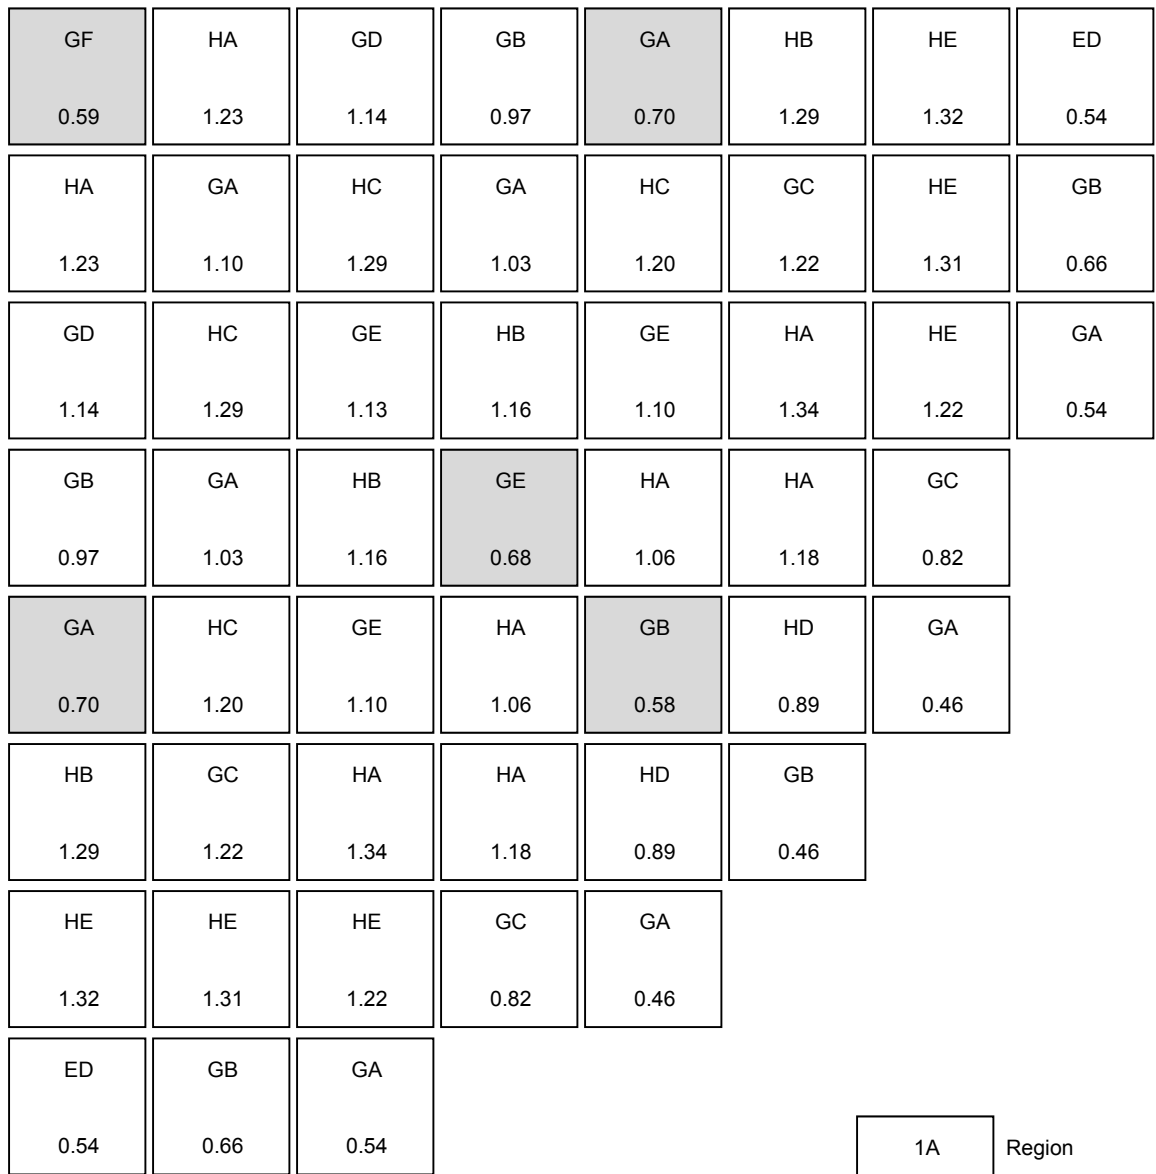 GF HA GD GB GA HB HE ED
0.59 1.23 1.14 0.97 0.70 1.29 1.32 0.54
HA GA HC GA HC GC HE GB
1.23 1.10 1.29 1.03 1.20 1.22 1.31 0.66
GD HC GE HB GE HA HE GA
1.14 1.29 1.13 1.16 1.10 1.34 1.22 0.54
GB GA HB GE HA HA GC
0.97 1.03 1.16 0.68 1.06 1.18 0.82
GA HC GE HA GB HD GA
0.70 1.20 1.10 1.06 0.58 0.89 0.46
HB GC HA HA HD GB
1.29 1.22 1.34 1.18 0.89 0.46
HE HE HE GC GA
1.32 1.31 1.22 0.82 0.46
ED GB GA
0.54 0.66 0.54 1A Region